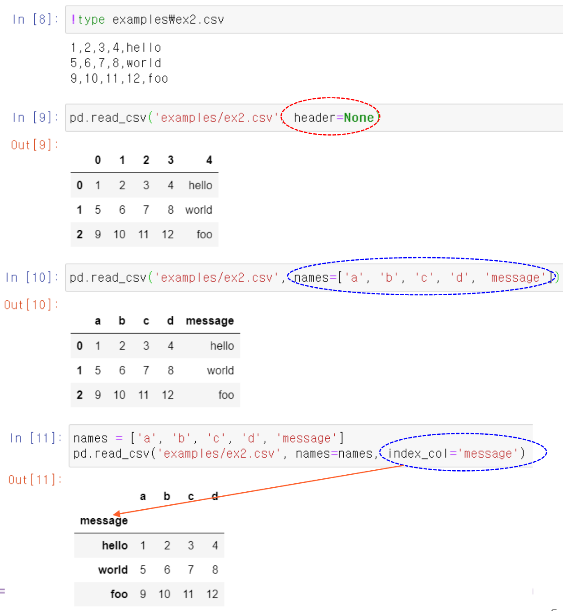 In [8]: !type examples₩ex2.csv
1,2,3,4,hello
5,6,7,8,world
9,10,11,12,foo
In [9]: pd.read_csv('examples/ex2.csv', header=None)
Out[9]:
0 1 2 3 4
0 1 2 3 4 hello
1 5 6 7 8 world
2 9 10 11 12 foo
In [10]: pd.read_csv('examples/ex2.csv', names=['a', 'b', 'c', 'd', 'message'])
Out[10]:
a b c d message
0 1 2 3 4 hello
1 5 6 7 8 world
2 9 10 11 12 foo
In [11]: names = ['a', 'b', 'c', 'd', 'message']
pd.read_csv('examples/ex2.csv', names=names, index_col='message')
Out[11]:
a b c d
message
hello 1 2 3 4
world 5 6 7 8
foo 9 10 11 12